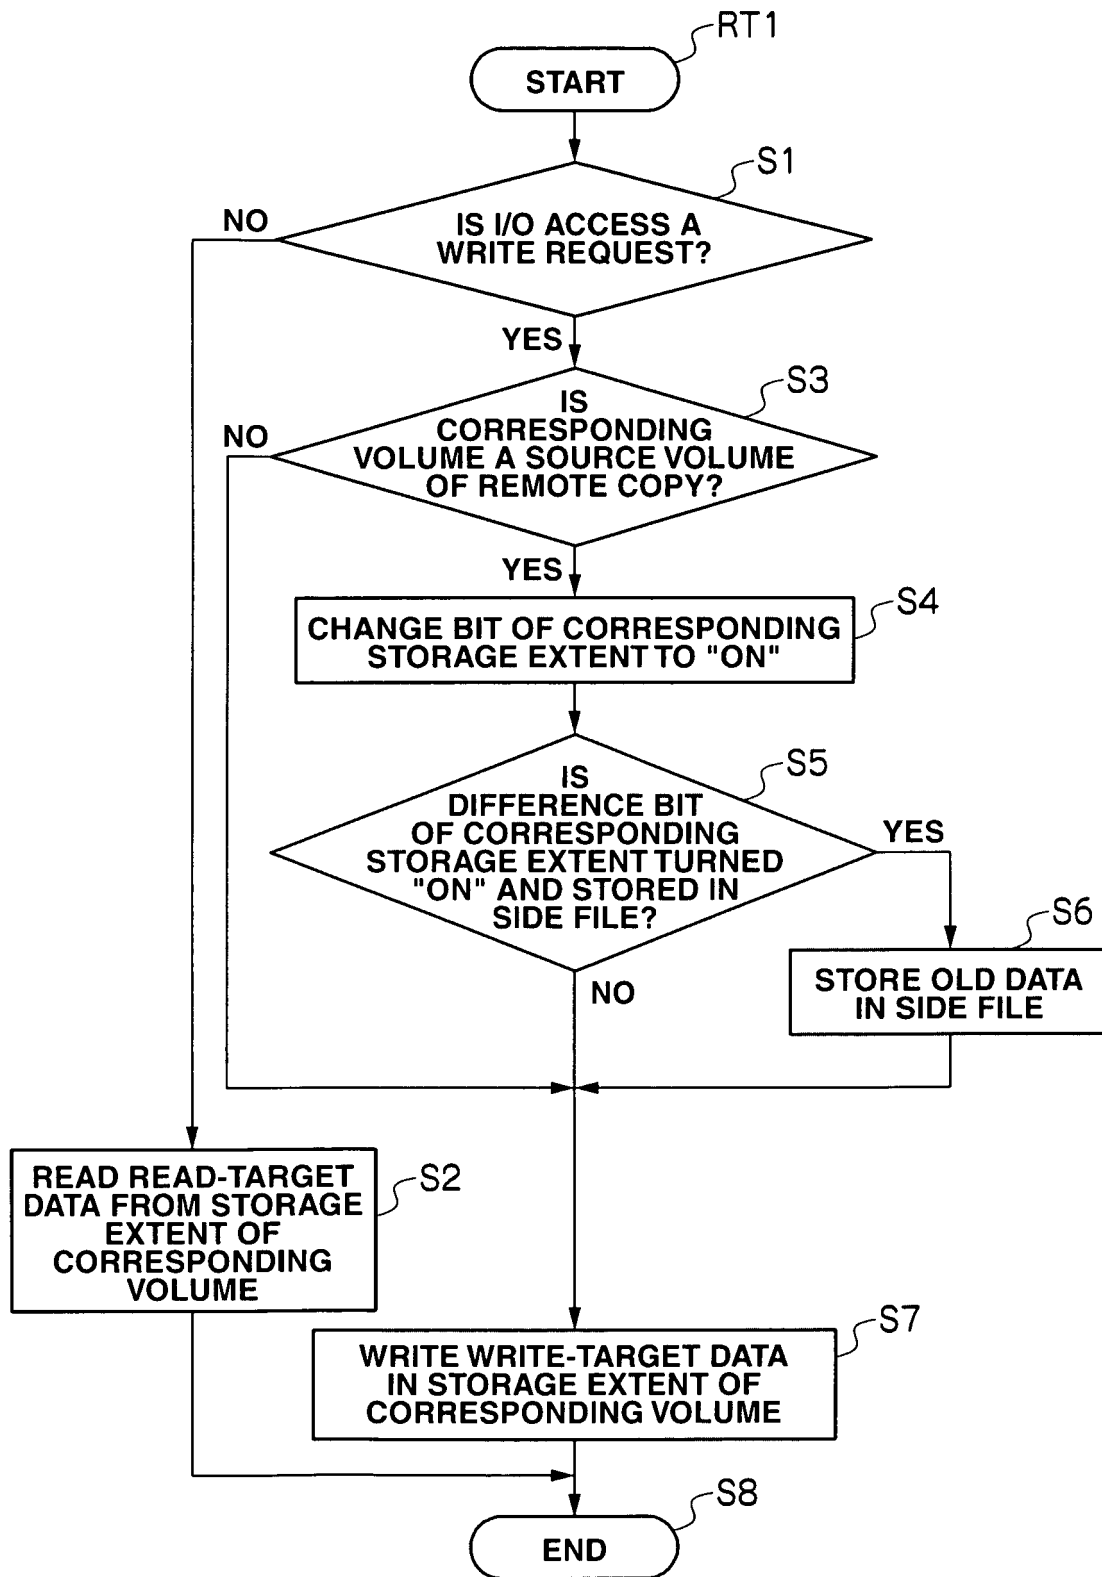 RT1
START
S1
IS I/O ACCESS A
WRITE REQUEST?
NO
YES
S3
IS
CORRESPONDING
VOLUME A SOURCE VOLUME
OF REMOTE COPY?
NO
YES
S4
CHANGE BIT OF CORRESPONDING
STORAGE EXTENT TO "ON"
S5
IS
DIFFERENCE BIT
OF CORRESPONDING
STORAGE EXTENT TURNED
"ON" AND STORED IN
SIDE FILE?
YES
NO
S6
STORE OLD DATA
IN SIDE FILE
READ READ-TARGET
DATA FROM STORAGE
EXTENT OF
CORRESPONDING
VOLUME
S2
S7
WRITE WRITE-TARGET DATA
IN STORAGE EXTENT OF
CORRESPONDING VOLUME
S8
END